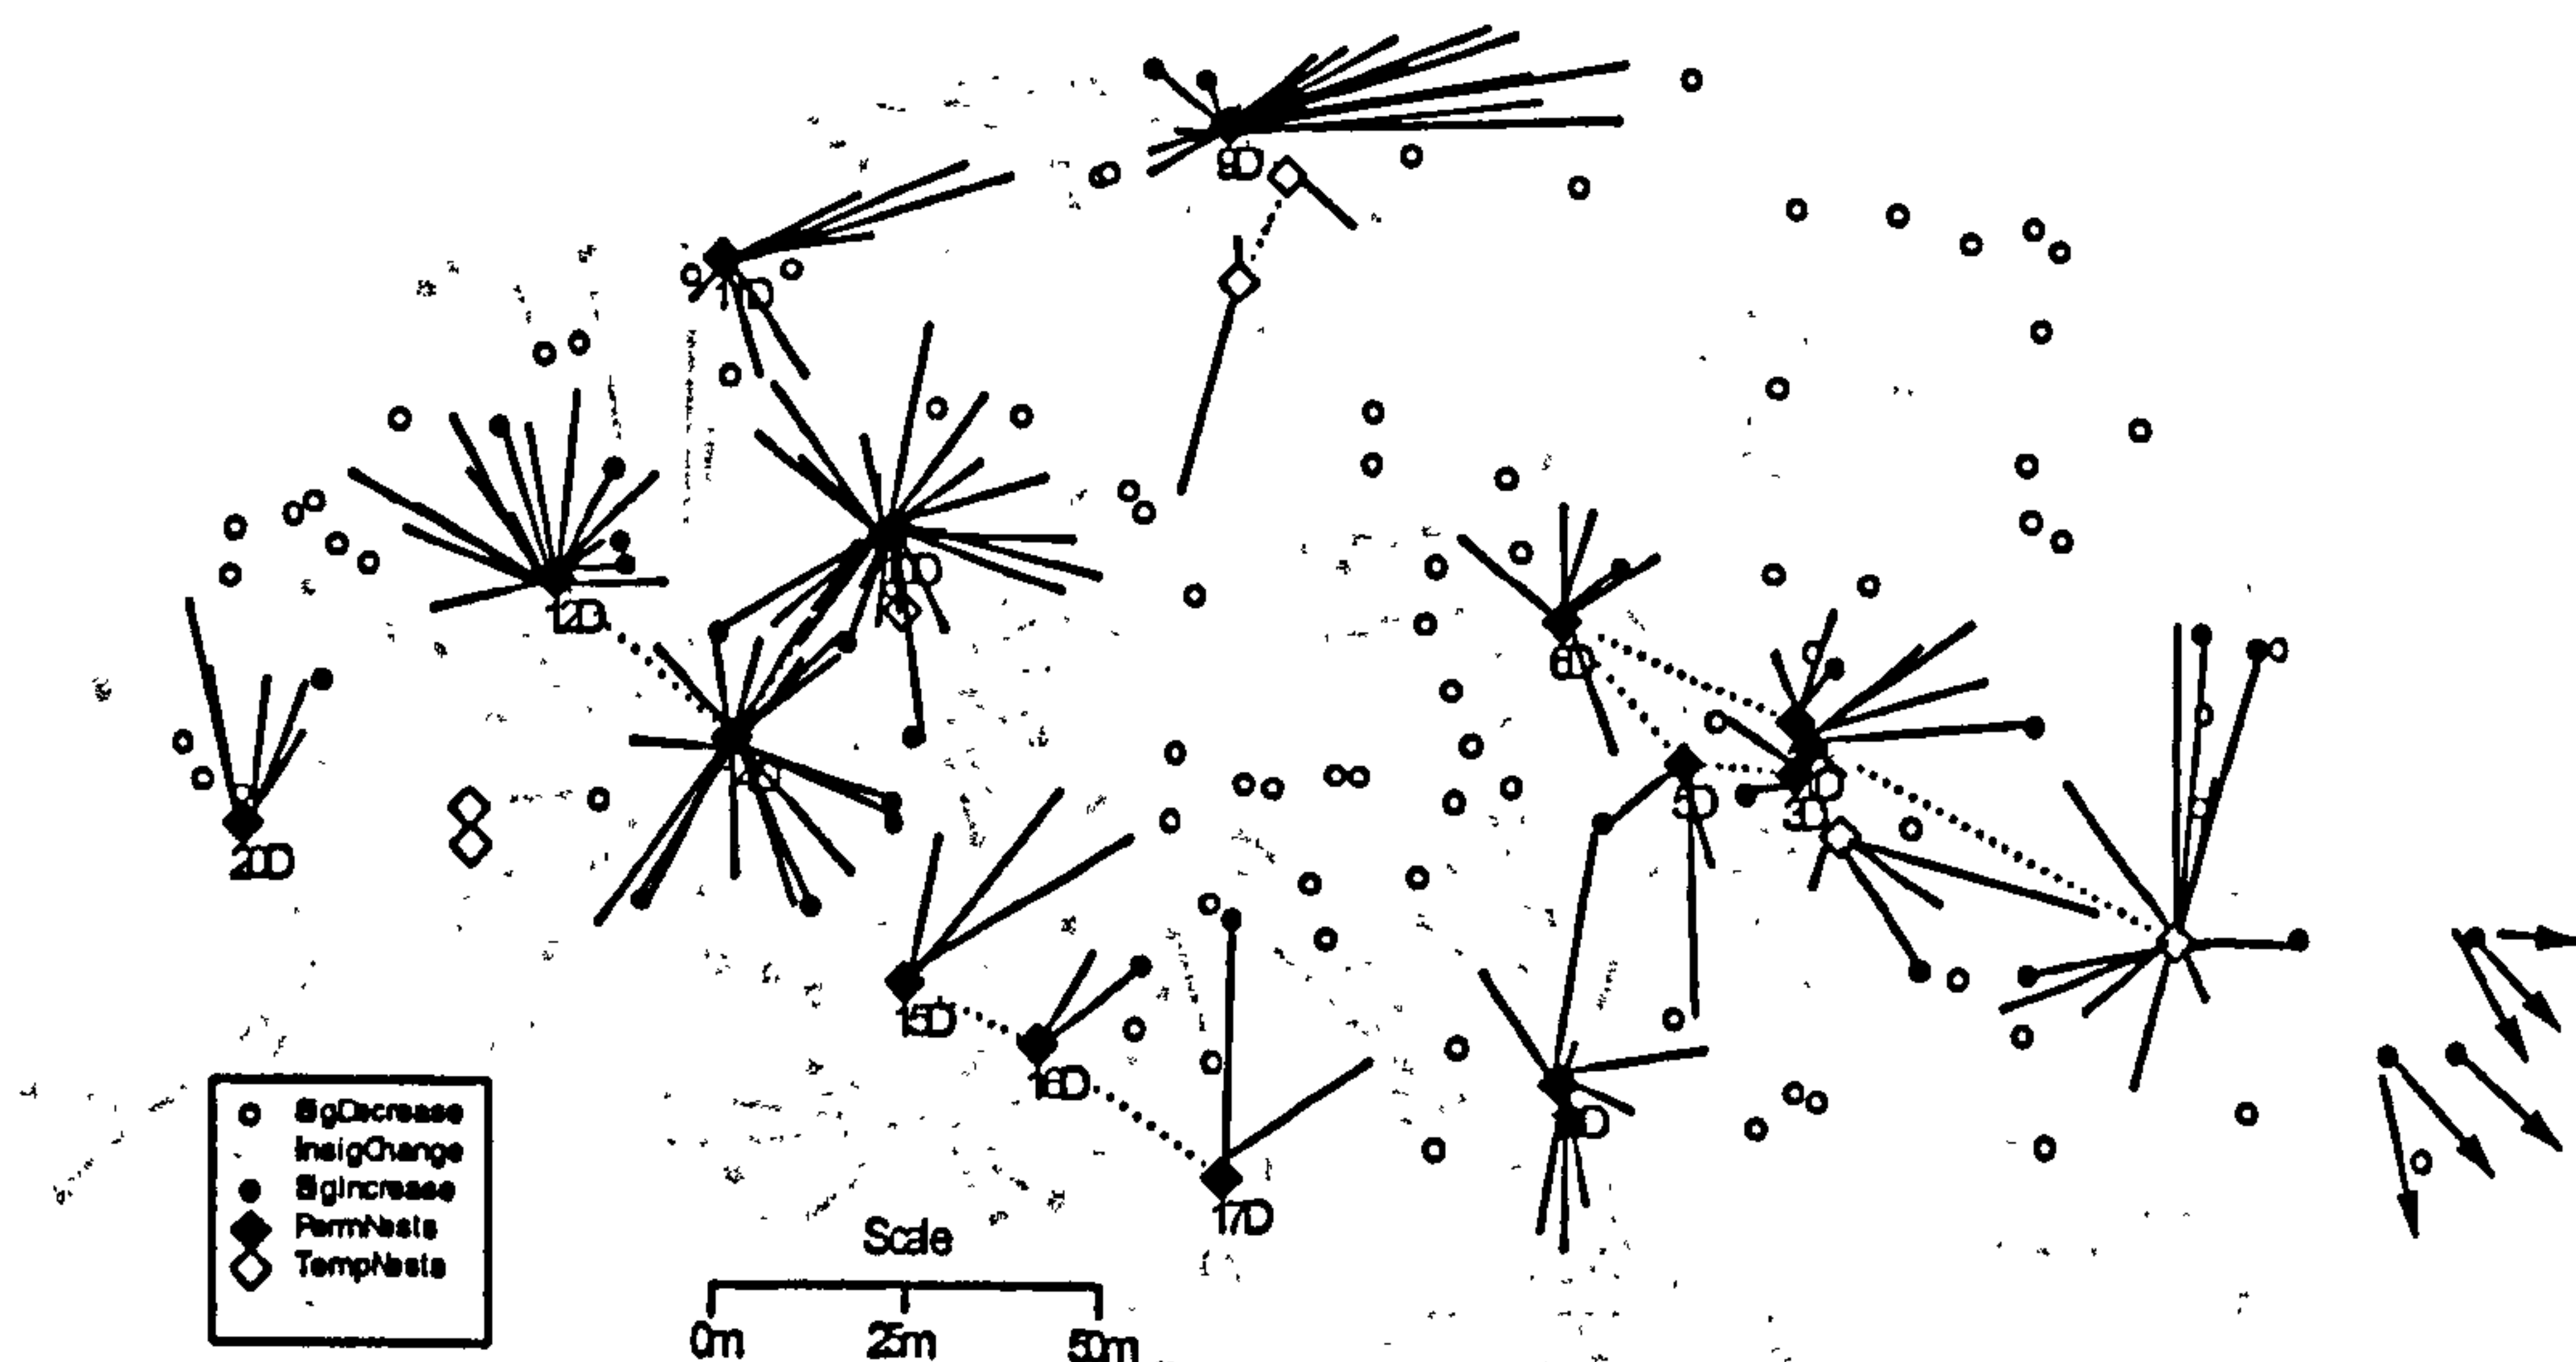 9D
11D
10D
12D
6D
5D
3D
20D
15D
16D
17D
SigDecrease
InsigChange
SigIncrease
PermNests
TempNests
Scale
0m 25m 50m